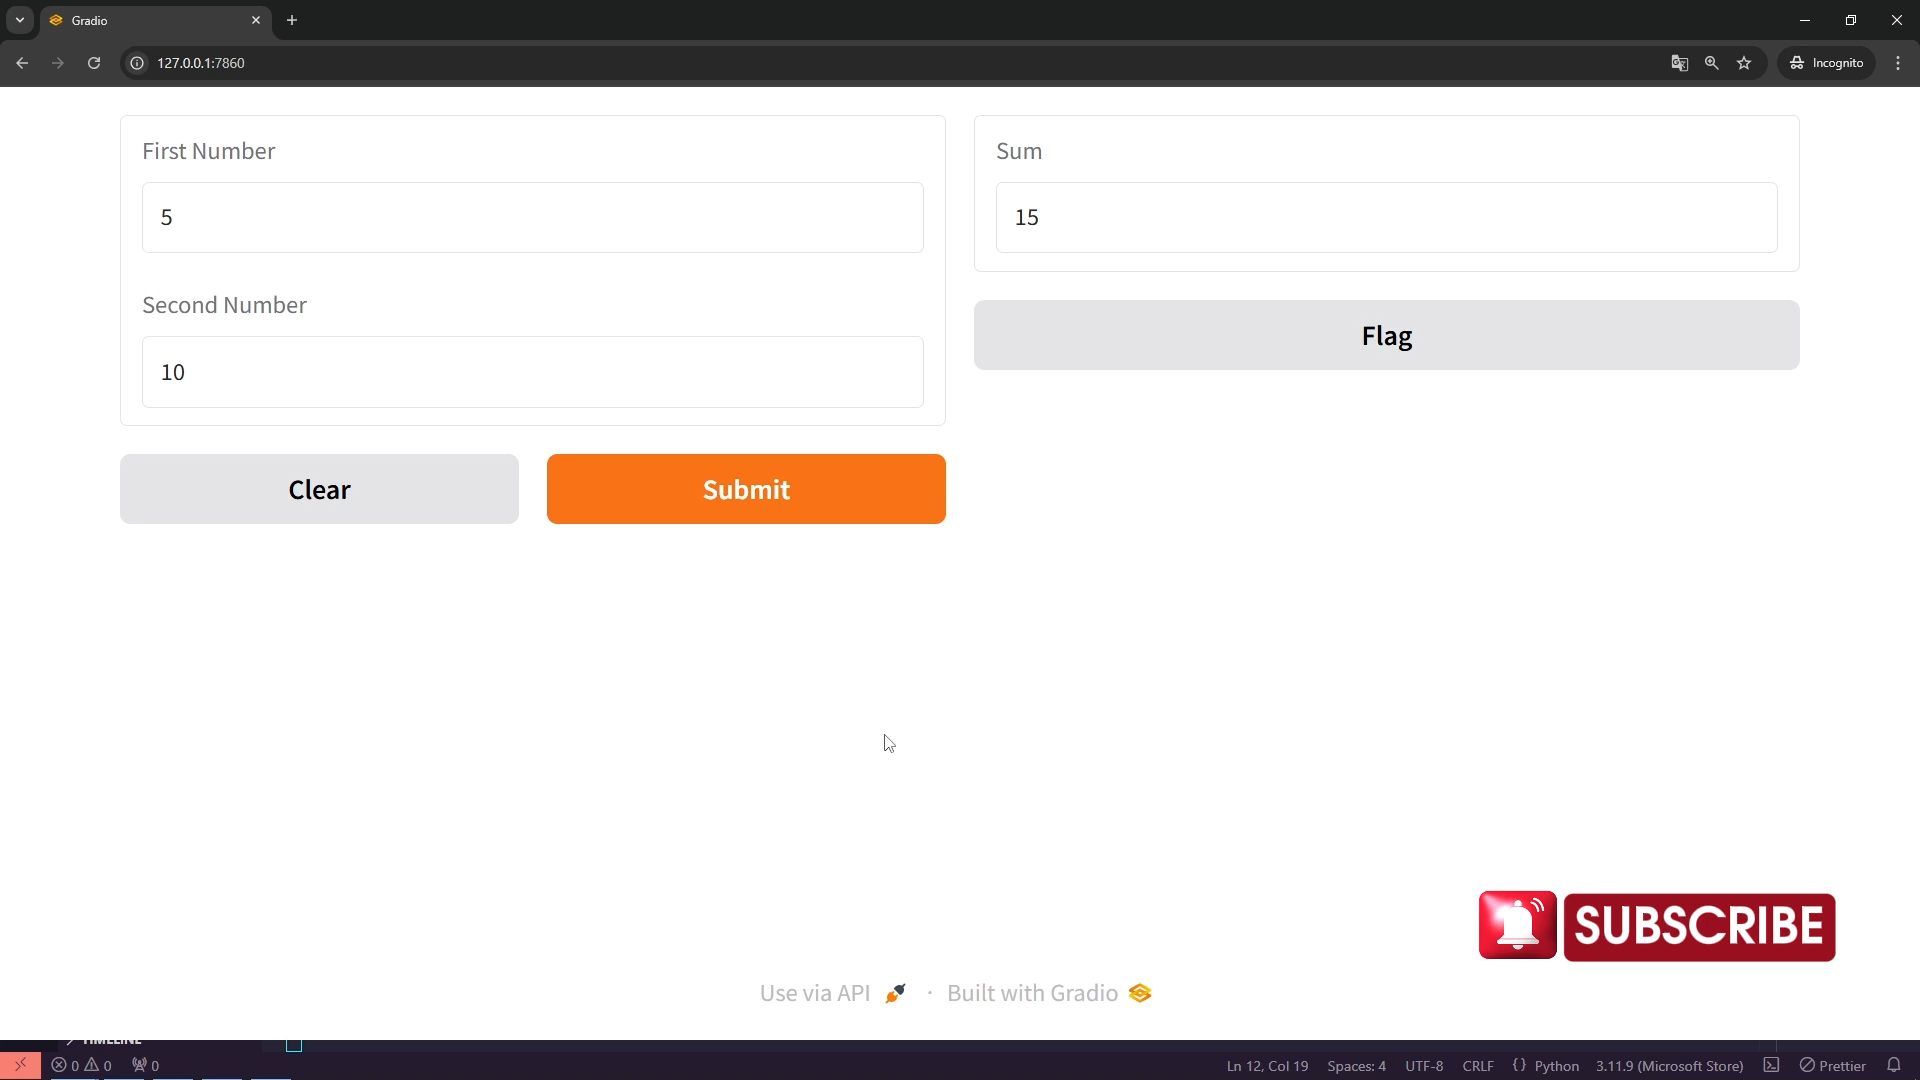 Gradio
127.0.0.1:7860
Incognito
First Number
5
Second Number
10
Clear
Submit
Sum
15
Flag
SUBSCRIBE
Use via API · Built with Gradio
TIMELINE
0 0 0 Ln 12, Col 19 Spaces: 4 UTF-8 CRLF {} Python 3.11.9 (Microsoft Store) Prettier